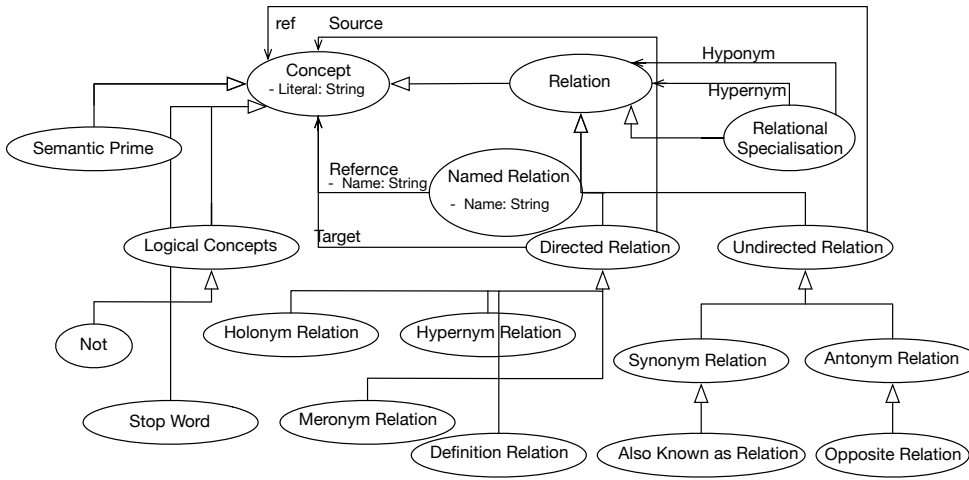 ref
Source
Concept
- Literal: String
Relation
Hyponym
Hypernym
Relational
Specialisation
Semantic Prime
Refernce
- Name: String
Named Relation
- Name: String
Target
Logical Concepts
Directed Relation
Undirected Relation
Not
Holonym Relation
Hypernym Relation
Synonym Relation
Antonym Relation
Stop Word
Meronym Relation
Definition Relation
Also Known as Relation
Opposite Relation